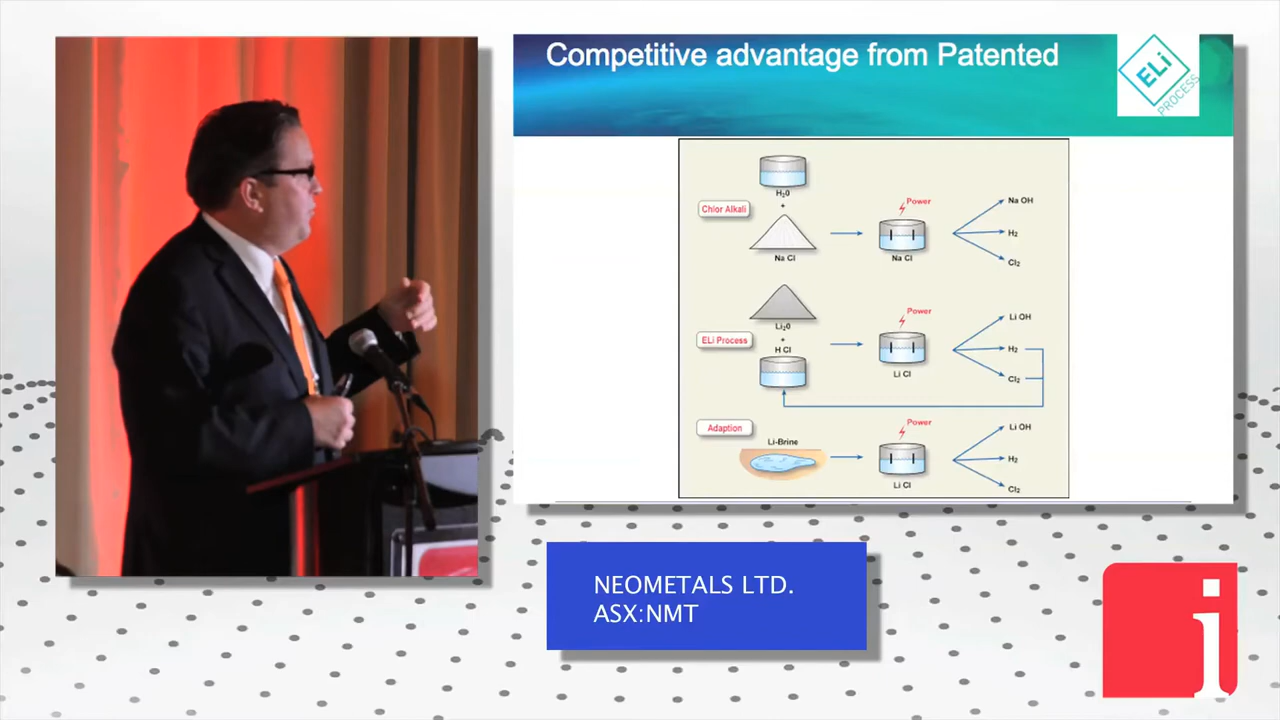 Competitive advantage from Patented
ELi
PROCESS
H20
+
Chlor Alkali
Na Cl
Power
Na Cl
Na OH
H2
Cl2
Li20
+
ELi Process
H Cl
Power
Li Cl
Li OH
H2
Cl2
Adaption
Li-Brine
Power
Li Cl
Li OH
H2
Cl2
NEOMETALS LTD.
ASX:NMT
i